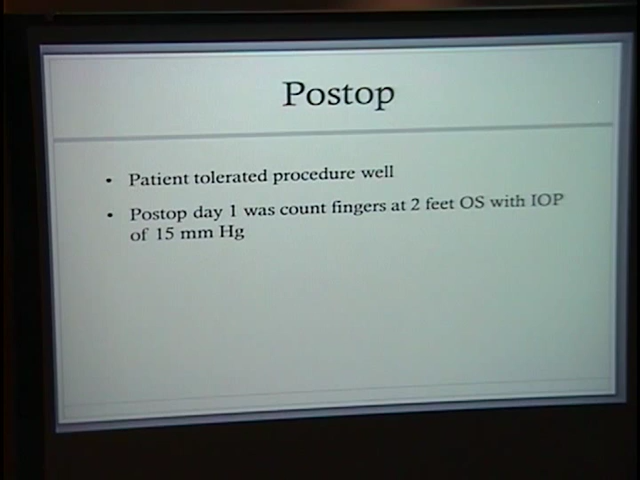 Postop
• Patient tolerated procedure well
• Postop day 1 was count fingers at 2 feet OS with IOP
of 15 mm Hg